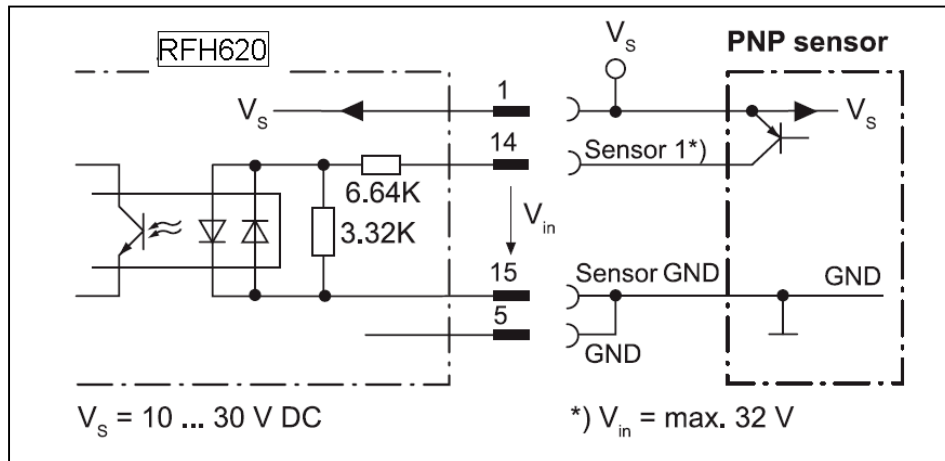 RFH620
V_S
PNP sensor
1
V_S
V_S
14
Sensor 1*)
6.64K
3.32K
V_in
15
Sensor GND
GND
5
GND
V_S = 10 ... 30 V DC
*) V_in = max. 32 V